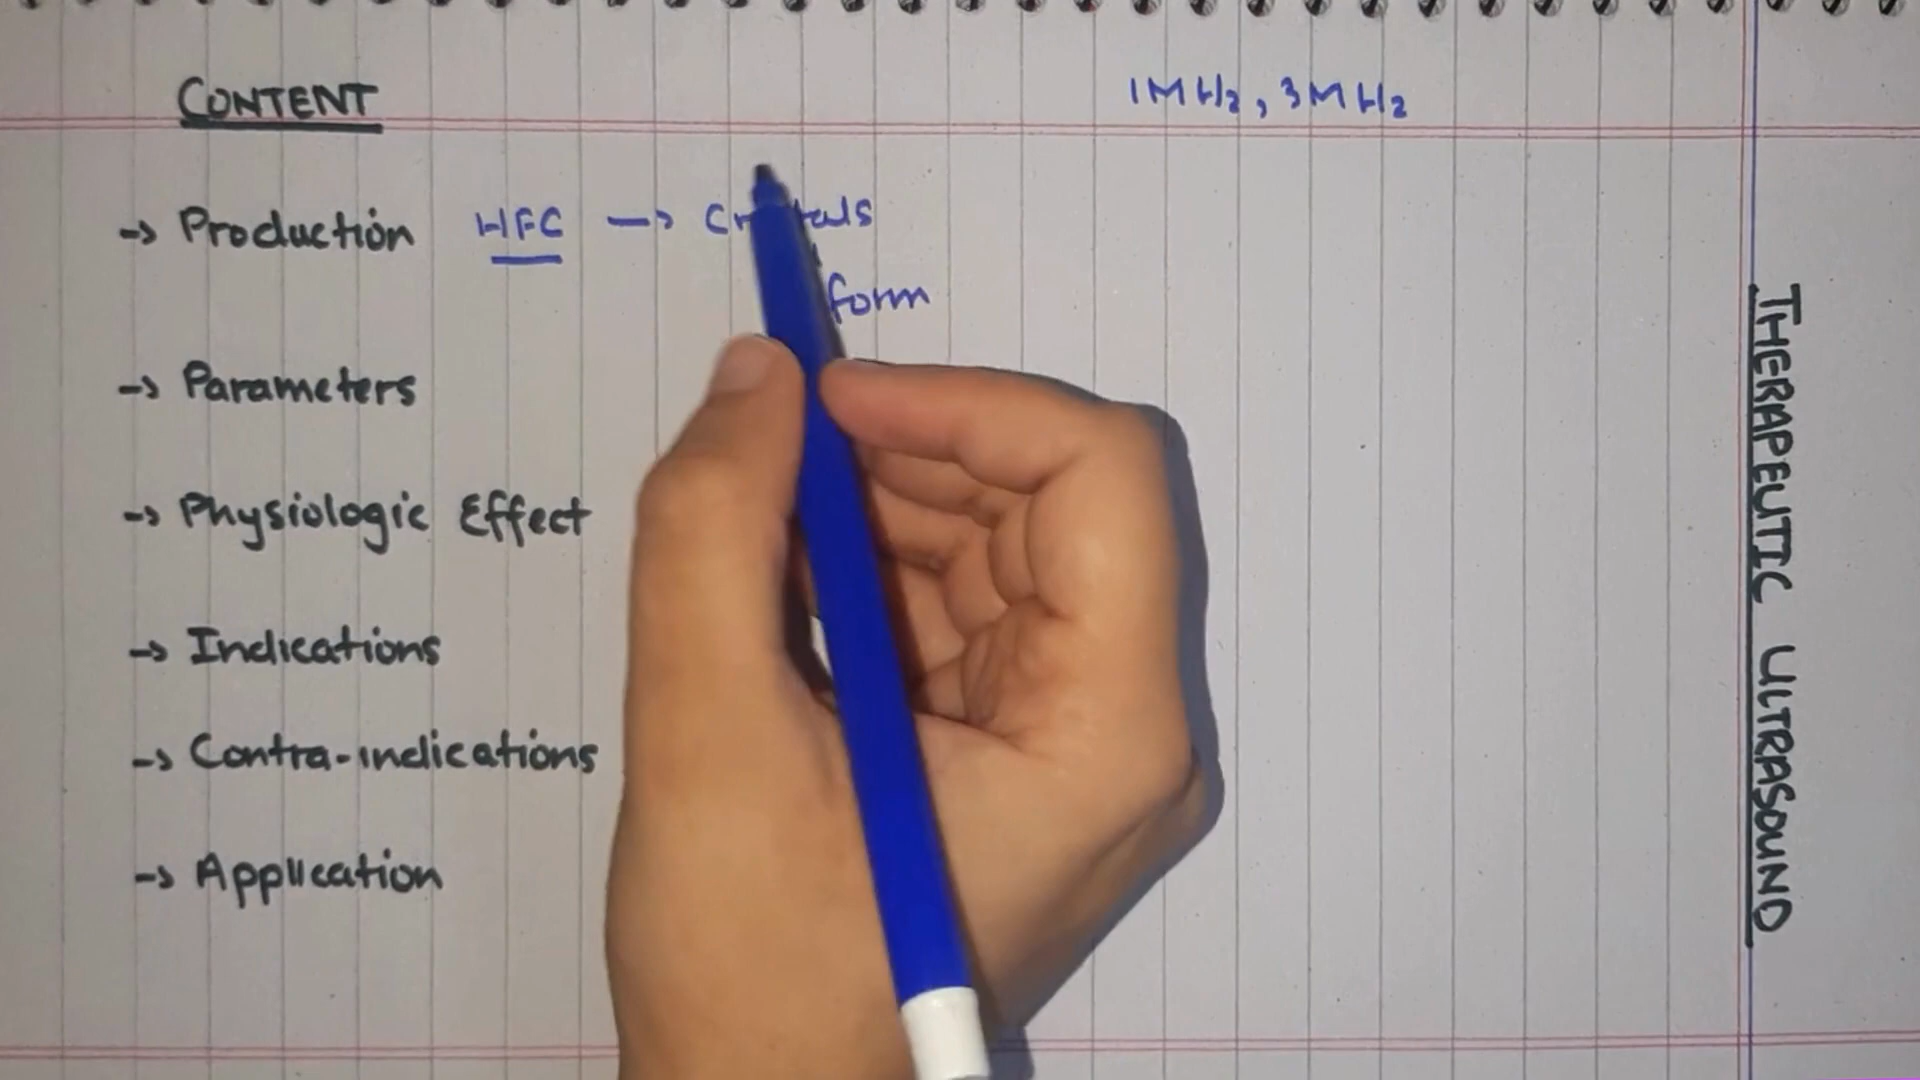 CONTENT
1MHz, 3MHz
-> Production HFC ->
form
-> Parameters
-> Physiologic Effect
-> Indications
-> Contra-indications
-> Application
THERAPEUTIC ULTRASOUND